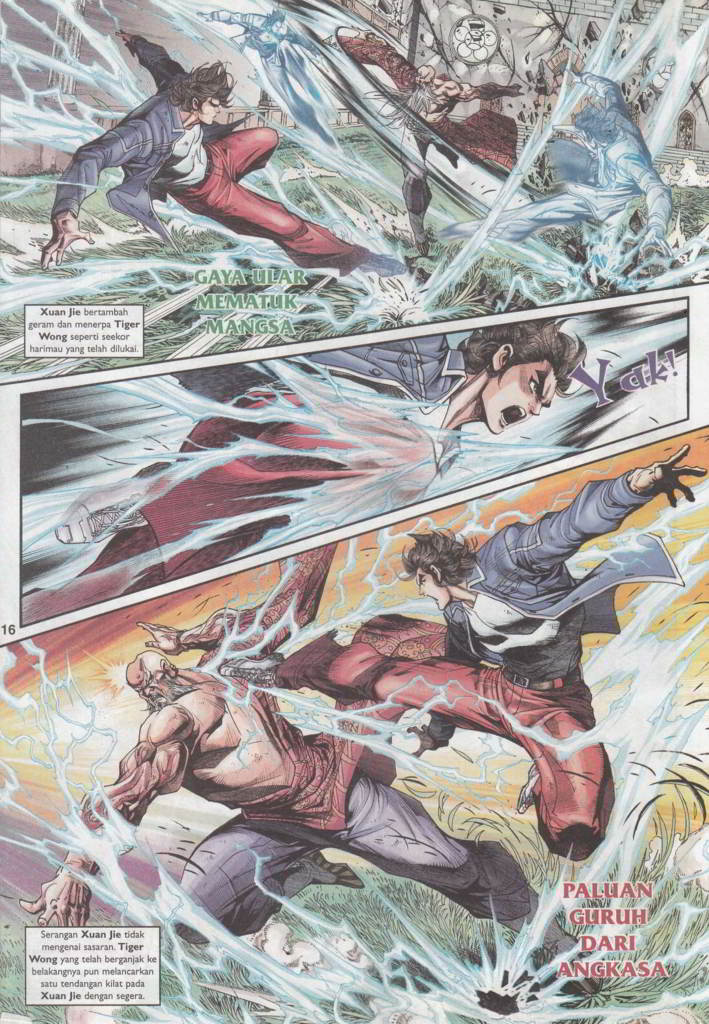 GAYA ULAR
MEMATUK
MANGSA
Xuan Jie bertambah
geram dan menerpa Tiger
Wong seperti seekor
harimau yang telah dilukai.
Yak!
16
PALUAN
GURUH
DARI
ANGKASA
Serangan Xuan Jie tidak
mengenai sasaran. Tiger
Wong yang telah berganjak ke
belakangnya pun melancarkan
satu tendangan kilat pada
Xuan Jie dengan segera.